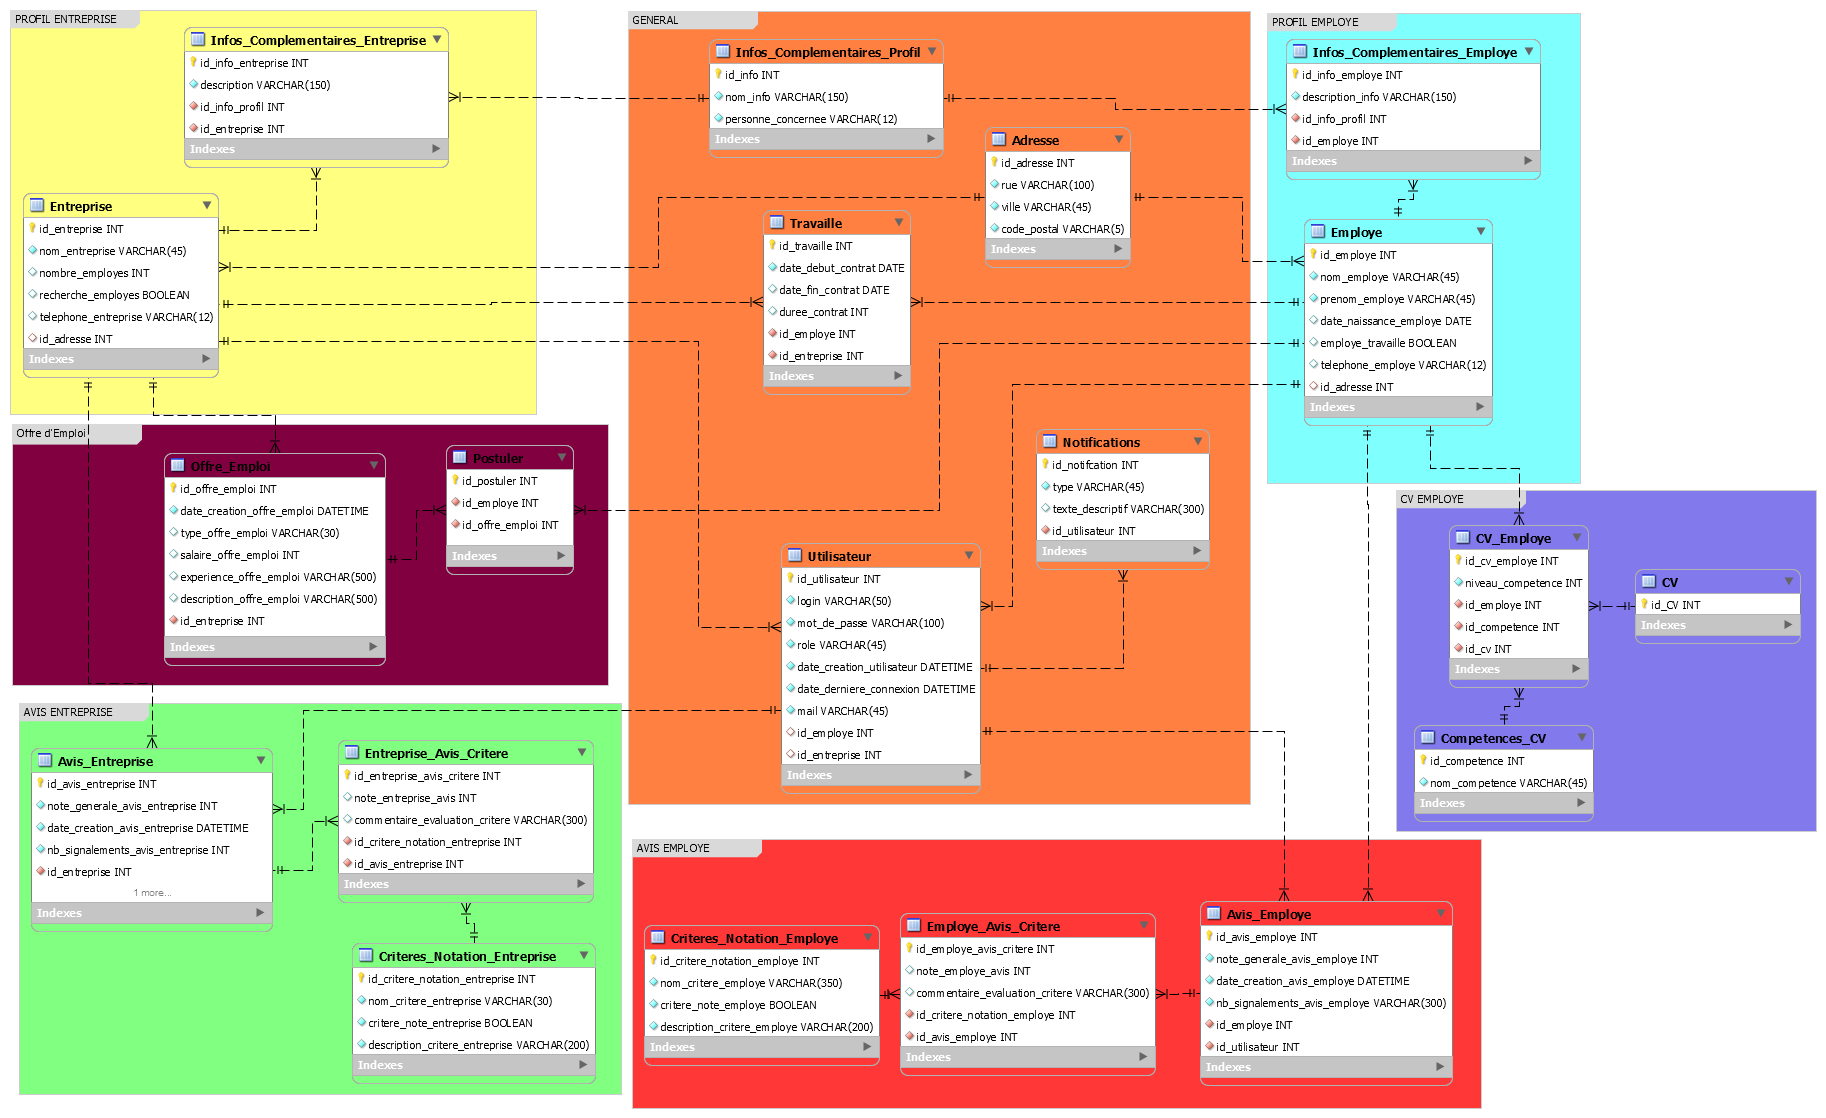 PROFIL ENTREPRISE
Infos_Complementaires_Entreprise
id_info_entreprise INT
description VARCHAR(150)
id_info_profil INT
id_entreprise INT
Indexes
Entreprise
id_entreprise INT
nom_entreprise VARCHAR(45)
nombre_employes INT
recherche_employes BOOLEAN
telephone_entreprise VARCHAR(12)
id_adresse INT
Indexes
GENERAL
Infos_Complementaires_Profil
id_info INT
nom_info VARCHAR(150)
personne_concernee VARCHAR(12)
Indexes
Adresse
id_adresse INT
rue VARCHAR(100)
ville VARCHAR(45)
code_postal VARCHAR(5)
Indexes
Travaille
id_travaille INT
date_debut_contrat DATE
date_fin_contrat DATE
duree_contrat INT
id_employe INT
id_entreprise INT
Indexes
Notifications
id_notifcation INT
type VARCHAR(45)
texte_descriptif VARCHAR(300)
id_utilisateur INT
Indexes
Utilisateur
id_utilisateur INT
login VARCHAR(50)
mot_de_passe VARCHAR(100)
role VARCHAR(45)
date_creation_utilisateur DATETIME
date_derniere_connexion DATETIME
mail VARCHAR(45)
id_employe INT
id_entreprise INT
Indexes
PROFIL EMPLOYE
Infos_Complementaires_Employe
id_info_employe INT
description_info VARCHAR(150)
id_info_profil INT
id_employe INT
Indexes
Employe
id_employe INT
nom_employe VARCHAR(45)
prenom_employe VARCHAR(45)
date_naissance_employe DATE
employe_travaille BOOLEAN
telephone_employe VARCHAR(12)
id_adresse INT
Indexes
Offre d'Emploi
Offre_Emploi
id_offre_emploi INT
date_creation_offre_emploi DATETIME
type_offre_emploi VARCHAR(30)
salaire_offre_emploi INT
experience_offre_emploi VARCHAR(500)
description_offre_emploi VARCHAR(500)
id_entreprise INT
Indexes
Postuler
id_postuler INT
id_employe INT
id_offre_emploi INT
Indexes
CV EMPLOYE
CV_Employe
id_cv_employe INT
niveau_competence INT
id_employe INT
id_competence INT
id_cv INT
Indexes
CV
id_CV INT
Indexes
Competences_CV
id_competence INT
nom_competence VARCHAR(45)
Indexes
AVIS ENTREPRISE
Avis_Entreprise
id_avis_entreprise INT
note_generale_avis_entreprise INT
date_creation_avis_entreprise DATETIME
nb_signalements_avis_entreprise INT
id_entreprise INT
1 more...
Indexes
Entreprise_Avis_Critere
id_entreprise_avis_critere INT
note_entreprise_avis INT
commentaire_evaluation_critere VARCHAR(300)
id_critere_notation_entreprise INT
id_avis_entreprise INT
Indexes
Criteres_Notation_Entreprise
id_critere_notation_entreprise INT
nom_critere_entreprise VARCHAR(30)
critere_note_entreprise BOOLEAN
description_critere_entreprise VARCHAR(200)
Indexes
AVIS EMPLOYE
Criteres_Notation_Employe
id_critere_notation_employe INT
nom_critere_employe VARCHAR(350)
critere_note_employe BOOLEAN
description_critere_employe VARCHAR(200)
Indexes
Employe_Avis_Critere
id_employe_avis_critere INT
note_employe_avis INT
commentaire_evaluation_critere VARCHAR(300)
id_critere_notation_employe INT
id_avis_employe INT
Indexes
Avis_Employe
id_avis_employe INT
note_generale_avis_employe INT
date_creation_avis_employe DATETIME
nb_signalements_avis_employe VARCHAR(300)
id_employe INT
id_utilisateur INT
Indexes